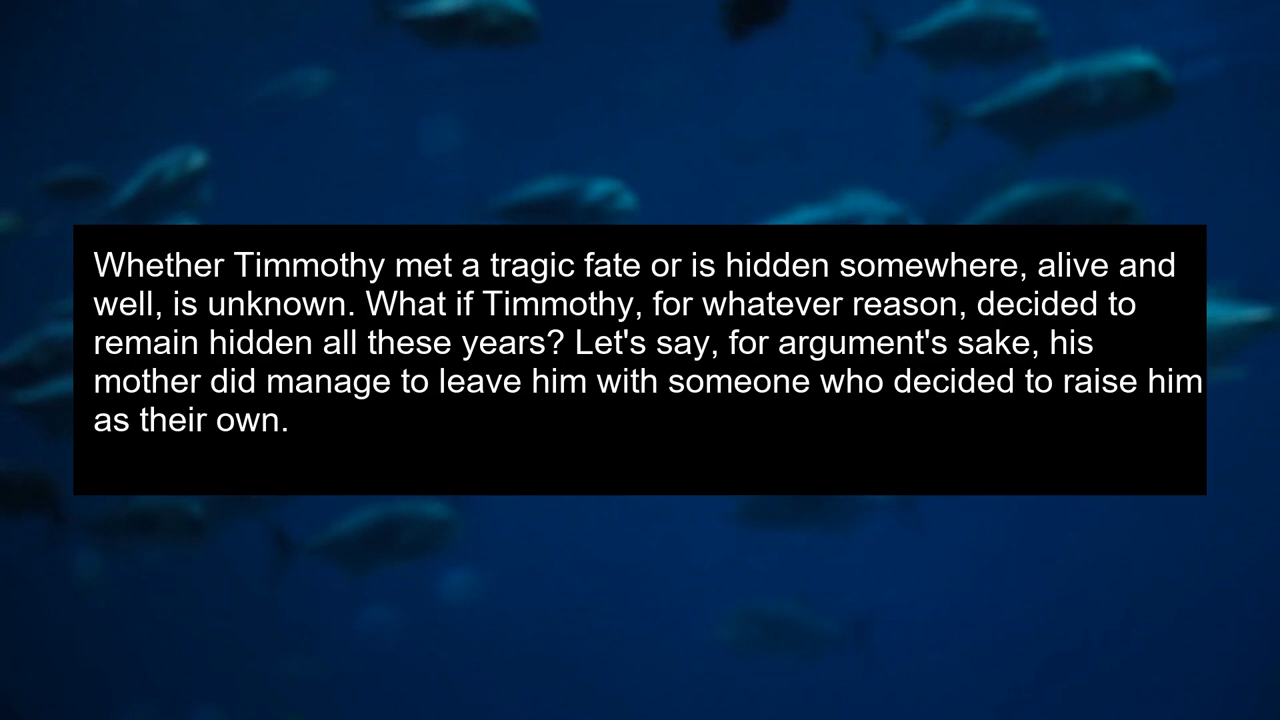 Whether Timmothy met a tragic fate or is hidden somewhere, alive and
well, is unknown. What if Timmothy, for whatever reason, decided to
remain hidden all these years? Let's say, for argument's sake, his
mother did manage to leave him with someone who decided to raise him
as their own.